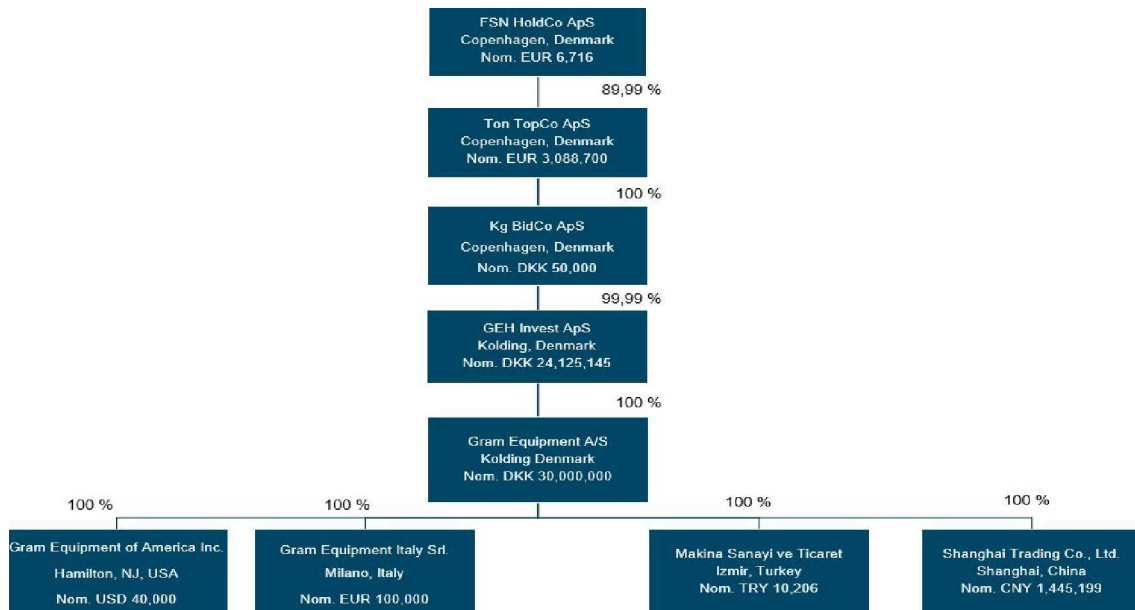 FSN HoldCo ApS
Copenhagen, Denmark
Nom. EUR 6,716
89,99 %
Ton TopCo ApS
Copenhagen, Denmark
Nom. EUR 3,088,700
100 %
Kg BidCo ApS
Copenhagen, Denmark
Nom. DKK 50,000
99,99 %
GEH Invest ApS
Kolding, Denmark
Nom. DKK 24,125,145
100 %
Gram Equipment A/S
Kolding Denmark
Nom. DKK 30,000,000
100 %
Gram Equipment of America Inc.
Hamilton, NJ, USA
Nom. USD 40,000
100 %
Gram Equipment Italy Srl.
Milano, Italy
Nom. EUR 100,000
100 %
Makina Sanayi ve Ticaret
Izmir, Turkey
Nom. TRY 10,206
100 %
Shanghai Trading Co., Ltd.
Shanghai, China
Nom. CNY 1,445,199